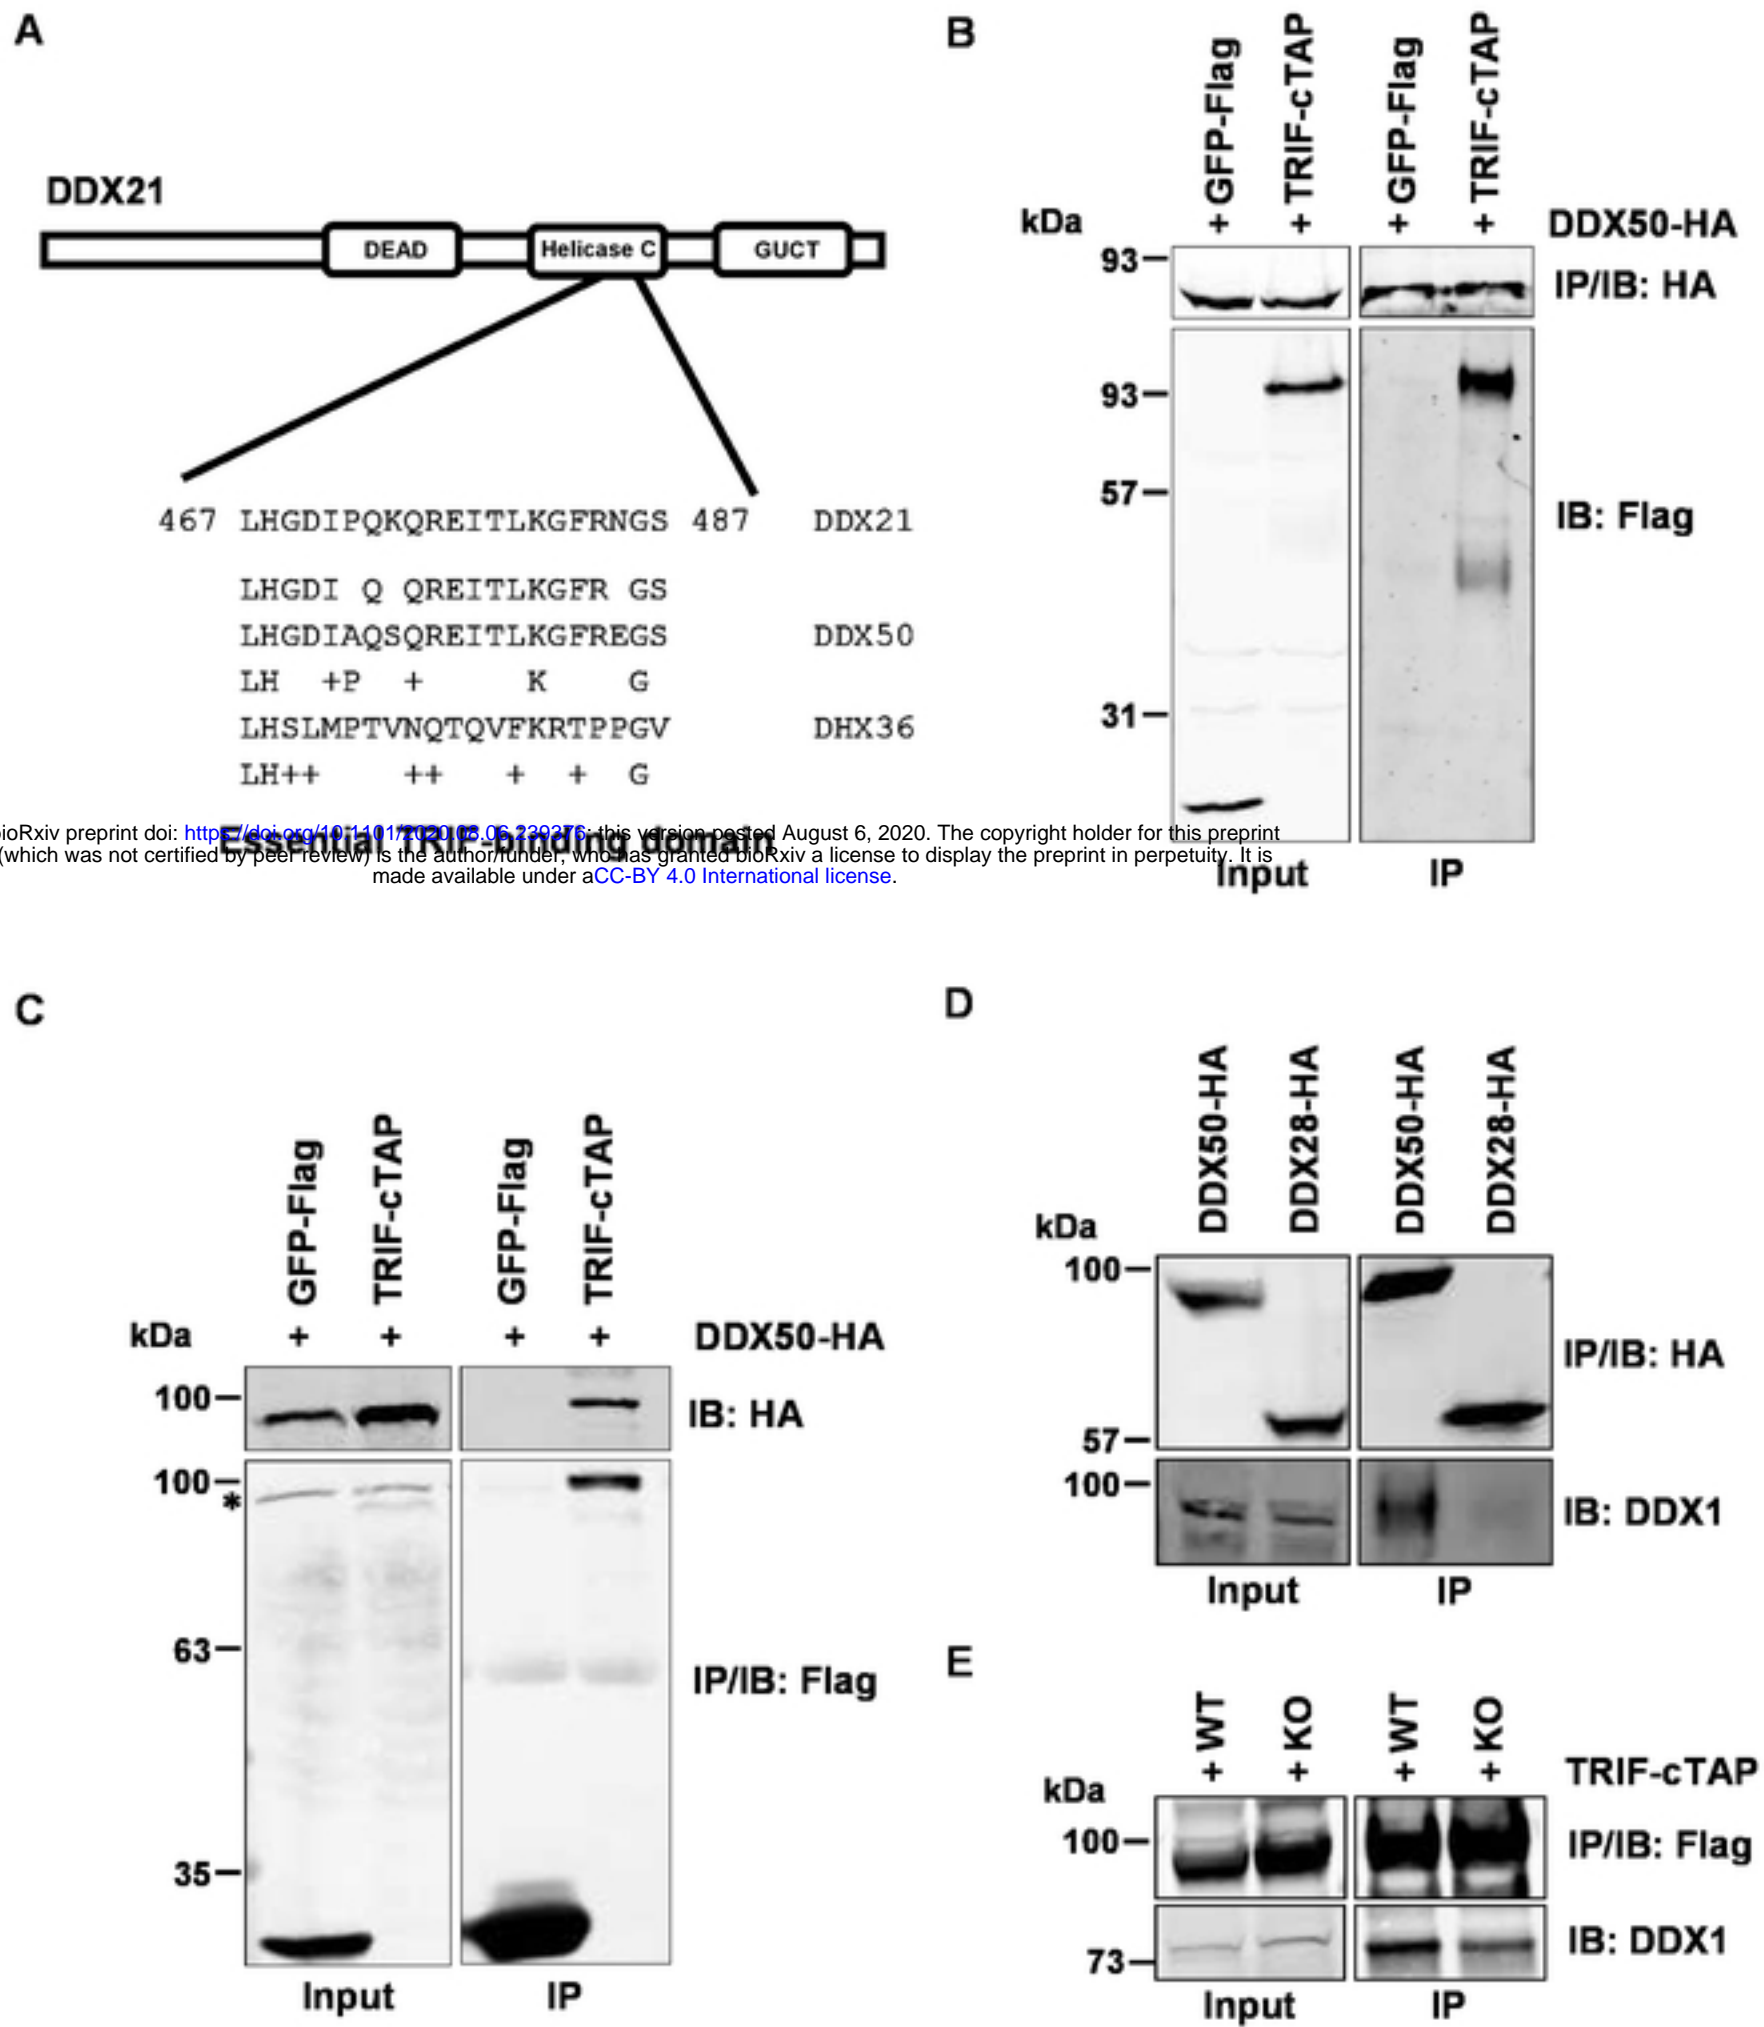 A
DDX21
DEAD
Helicase C
GUCT
467 LHGDIPQKQREITLKGFRNGS 487 DDX21
LHGDI Q QREITLKGFR GS
LHGDIAQSQREITLKGFREGS DDX50
LH +P + K G
LHSLMPTVNQTQVFKRTPPGV DHX36
LH++ ++ + + G
Essential TRIF-binding domain
bioRxiv preprint doi: https://doi.org/10.1101/2020.08.06.239376; this version posted August 6, 2020. The copyright holder for this preprint
(which was not certified by peer review) is the author/funder, who has granted bioRxiv a license to display the preprint in perpetuity. It is
made available under aCC-BY 4.0 International license.
B
GFP-Flag
TRIF-cTAP
GFP-Flag
TRIF-cTAP
kDa + + + + DDX50-HA
93
IP/IB: HA
93
57
IB: Flag
31
Input IP
C
GFP-Flag
TRIF-cTAP
GFP-Flag
TRIF-cTAP
kDa + + + + DDX50-HA
100
IB: HA
100
*
63
IP/IB: Flag
35
Input IP
D
DDX50-HA
DDX28-HA
DDX50-HA
DDX28-HA
kDa
100
IP/IB: HA
57
100
IB: DDX1
Input IP
E
WT
KO
WT
KO
kDa + + + + TRIF-cTAP
100
IP/IB: Flag
IB: DDX1
73
Input IP